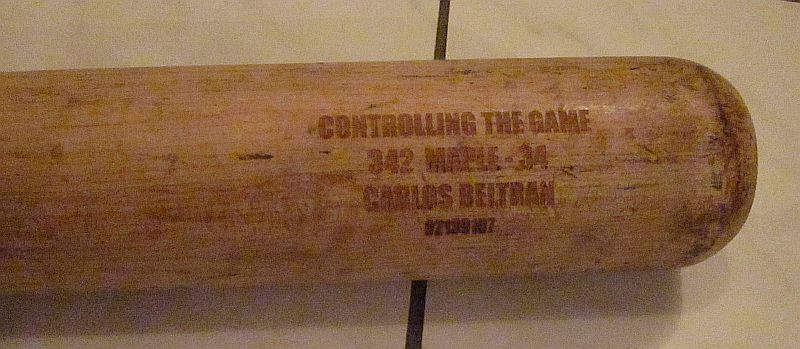 CONTROLLING THE GAME
342 MAPLE - 34
CARLOS BELTRAN